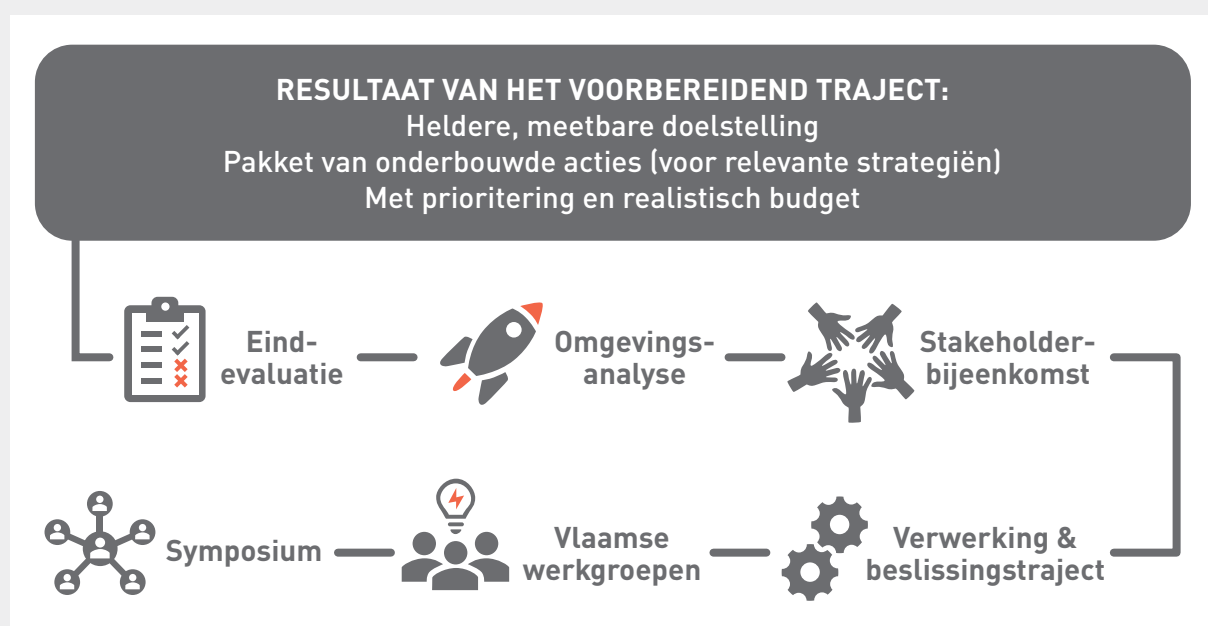 RESULTAAT VAN HET VOORBEREIDEND TRAJECT:
Heldere, meetbare doelstelling
Pakket van onderbouwde acties (voor relevante strategiën)
Met prioritering en realistisch budget
Eind-
evaluatie
Omgevings-
analyse
Stakeholder-
bijeenkomst
Symposium
Vlaamse
werkgroepen
Verwerking &
beslissingstraject